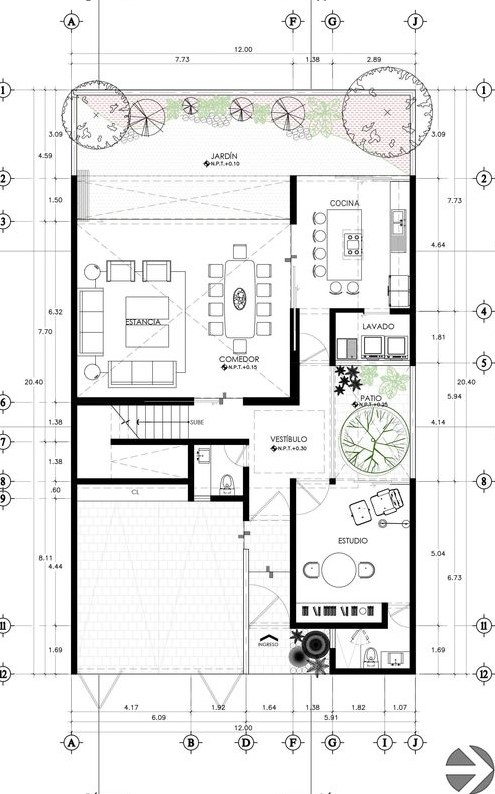 A F G J
12.00
7.73 1.38 2.89
1 1
3.09 3.09
4.59
JARDÍN
N.P.T.+0.10
2 2
1.50
COCINA
7.73
3 3
4.64
6.32
7.70
ESTANCIA
4
LAVADO
1.81
COMEDOR
N.P.T.+0.15
5
20.40 20.40
PATIO
5.94
6
1.38
SUBE
4.14
VESTÍBULO
N.P.T.+0.30
7
1.38
8 8
.60
CL
9
ESTUDIO
8.11
4.44
5.04
6.73
11 11
INGRESO
1.69 1.69
12 12
4.17 1.92 1.64 1.38 1.82 1.07
6.09 5.91
12.00
A B D F G I J